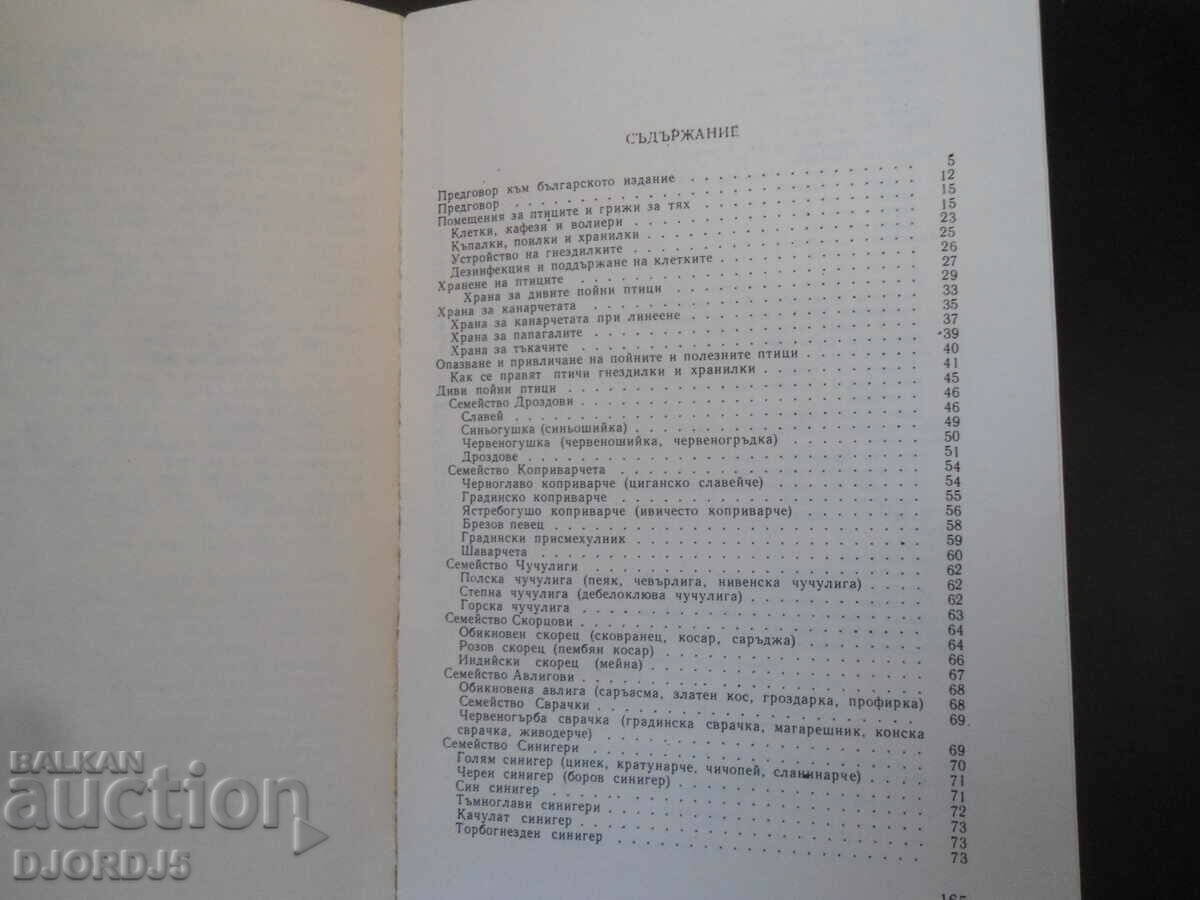 СЪДЪРЖАНИЕ
Предговор към българското издание . . . . . . . . 5
Предговор . . . . . . . . 12
Помещения за птиците и грижи за тях . . . . . . . . 15
Клетки, кафези и волиери . . . . . . . . 15
Къпалки, поилки и хранилки . . . . . . . . 23
Устройство на гнездилките . . . . . . . . 25
Дезинфекция и поддържане на клетките . . . . . . . . 26
Хранене на птиците . . . . . . . . 27
Храна за дивите пойни птици . . . . . . . . 29
Храна за канарчетата . . . . . . . . 33
Храна за канарчетата при линеене . . . . . . . . 35
Храна за папагалите . . . . . . . . 37
Храна за тъкачите . . . . . . . . 39
Опазване и привличане на пойните и полезните птици . . . . . . . . 40
Как се правят птичи гнездилки и хранилки . . . . . . . . 41
Диви пойни птици . . . . . . . . 45
Семейство Дроздови . . . . . . . . 46
Славей . . . . . . . . 46
Синьогушка (синьошийка) . . . . . . . . 49
Червеногушка (червеношийка, червеногръдка) . . . . . . . . 50
Дроздове . . . . . . . . 51
Семейство Коприварчета . . . . . . . . 54
Черноглаво коприварче (циганско славейче) . . . . . . . . 54
Градинско коприварче . . . . . . . . 55
Ястребогушо коприварче (ивичесто коприварче) . . . . . . . . 56
Брезов певец . . . . . . . . 58
Градински присмехулник . . . . . . . . 59
Шаварчета . . . . . . . . 60
Семейство Чучулиги . . . . . . . . 62
Полска чучулига (пеяк, чевърлига, нивенска чучулига) . . . . . . . . 62
Степна чучулига (дебелоклюва чучулига) . . . . . . . . 62
Горска чучулига . . . . . . . . 63
Семейство Скорцови . . . . . . . . 64
Обикновен скорец (сковранец, косар, саръджа) . . . . . . . . 64
Розов скорец (пембян косар) . . . . . . . . 66
Индийски скорец (мейна) . . . . . . . . 67
Семейство Авлигови . . . . . . . . 68
Обикновена авлига (саръасма, златен кос, гроздарка, профирка) 68
Семейство Сврачки . . . . . . . . 69
Червеногърба сврачка (градинска сврачка, магарешник, конска
сврачка, живодерче) . . . . . . . . 69
Семейство Синигери . . . . . . . . 70
Голям синигер (цинек, кратунарче, чичопей, сланинарче) . . . . . . . . 71
Черен синигер (боров синигер) . . . . . . . . 71
Син синигер . . . . . . . . 72
Тъмноглави синигери . . . . . . . . 73
Качулат синигер . . . . . . . . 73
Торбогнезден синигер . . . . . . . . 73
165
BALKAN
auction
DJORDJ5